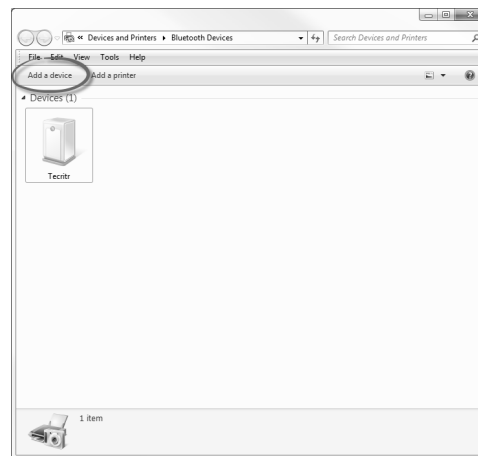 « Devices and Printers ▸ Bluetooth Devices Search Devices and Printers
File Edit View Tools Help
Add a device Add a printer
Devices (1)
Tecritr
1 item